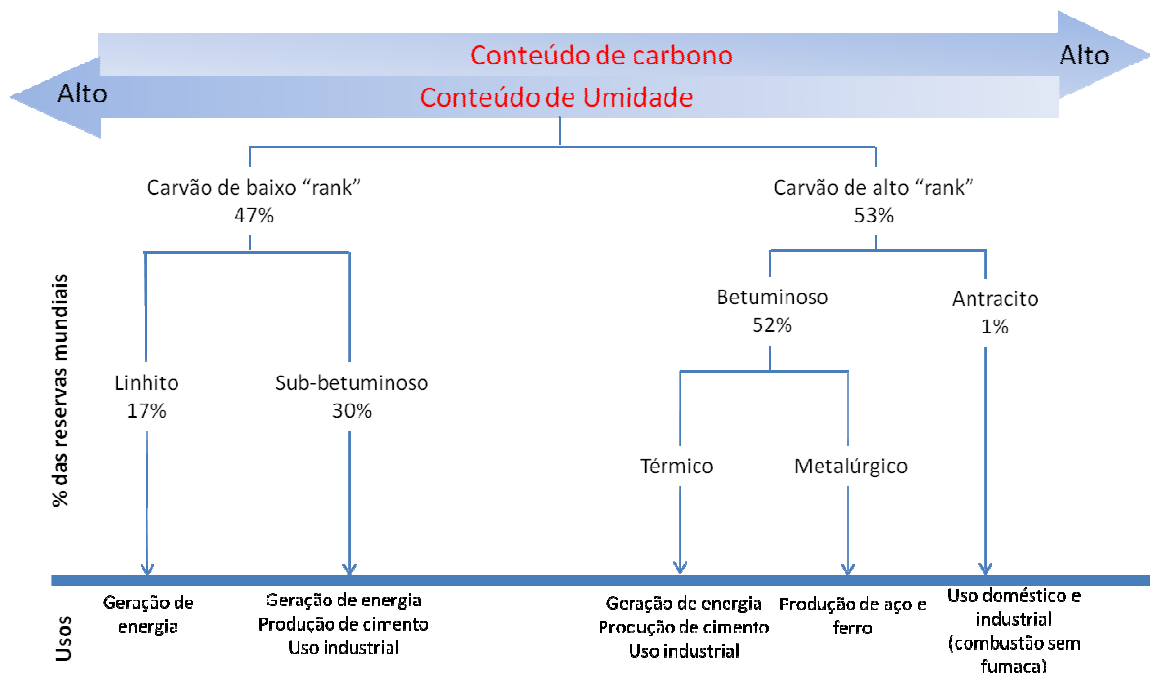 Conteúdo de carbono
Alto
Alto
Conteúdo de Umidade
Carvão de baixo “rank”
47%
Carvão de alto “rank”
53%
% das reservas mundiais
Betuminoso
52%
Antracito
1%
Linhito
17%
Sub-betuminoso
30%
Térmico
Metalúrgico
Usos
Geração de
energia
Geração de energia
Produção de cimento
Uso industrial
Geração de energia
Procução de cimento
Uso industrial
Produção de aço e
ferro
Uso doméstico e
industrial
(combustão sem
fumaca)